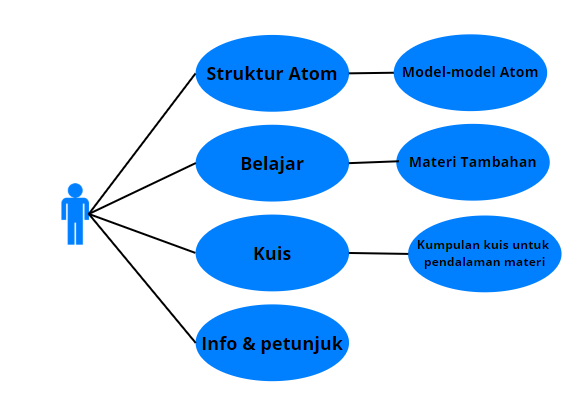 Struktur Atom
Model-model Atom
Belajar
Materi Tambahan
Kuis
Kumpulan kuis untuk
pendalaman materi
Info & petunjuk